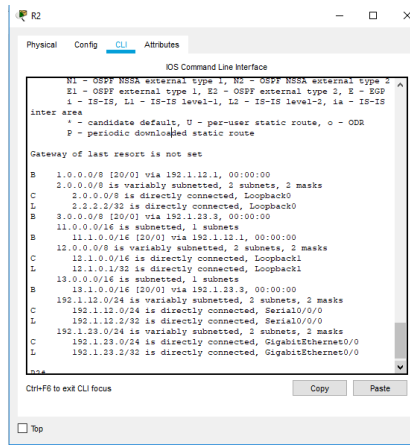 R2
Physical Config CLI Attributes
IOS Command Line Interface
N1 - OSPF NSSA external type 1, N2 - OSPF NSSA external type 2
E1 - OSPF external type 1, E2 - OSPF external type 2, E - EGP
i - IS-IS, L1 - IS-IS level-1, L2 - IS-IS level-2, ia - IS-IS
inter area
* - candidate default, U - per-user static route, o - ODR
P - periodic downloaded static route
Gateway of last resort is not set
B 1.0.0.0/8 [20/0] via 192.1.12.1, 00:00:00
2.0.0.0/8 is variably subnetted, 2 subnets, 2 masks
C 2.0.0.0/8 is directly connected, Loopback0
L 2.2.2.2/32 is directly connected, Loopback0
B 3.0.0.0/8 [20/0] via 192.1.23.3, 00:00:00
11.0.0.0/16 is subnetted, 1 subnets
B 11.1.0.0/16 [20/0] via 192.1.12.1, 00:00:00
12.0.0.0/8 is variably subnetted, 2 subnets, 2 masks
C 12.1.0.0/16 is directly connected, Loopback1
L 12.1.0.1/32 is directly connected, Loopback1
13.0.0.0/16 is subnetted, 1 subnets
B 13.1.0.0/16 [20/0] via 192.1.23.3, 00:00:00
192.1.12.0/24 is variably subnetted, 2 subnets, 2 masks
C 192.1.12.0/24 is directly connected, Serial0/0/0
L 192.1.12.2/32 is directly connected, Serial0/0/0
192.1.23.0/24 is variably subnetted, 2 subnets, 2 masks
C 192.1.23.0/24 is directly connected, GigabitEthernet0/0
L 192.1.23.2/32 is directly connected, GigabitEthernet0/0
R2#
Ctrl+F6 to exit CLI focus
Copy Paste
Top